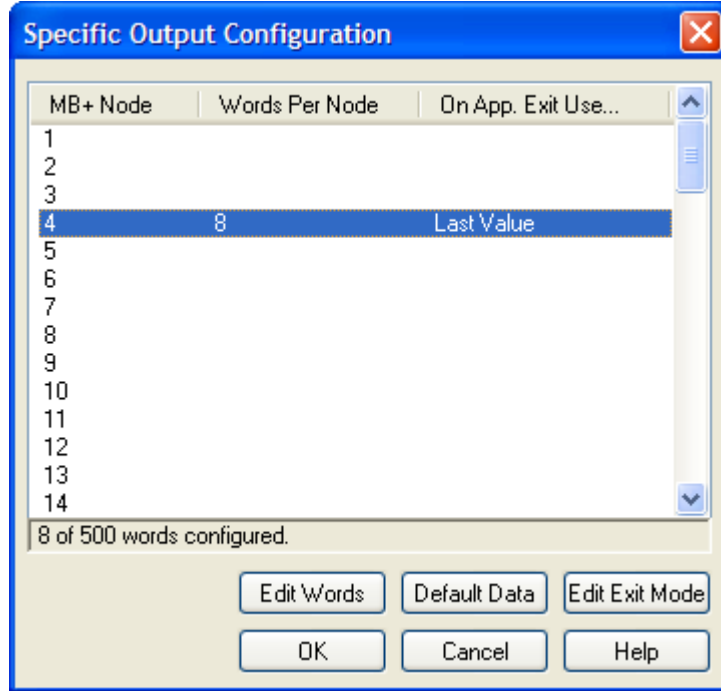 Specific Output Configuration
MB+ Node Words Per Node On App. Exit Use...
1
2
3
4 8 Last Value
5
6
7
8
9
10
11
12
13
14
8 of 500 words configured.
Edit Words Default Data Edit Exit Mode
OK Cancel Help